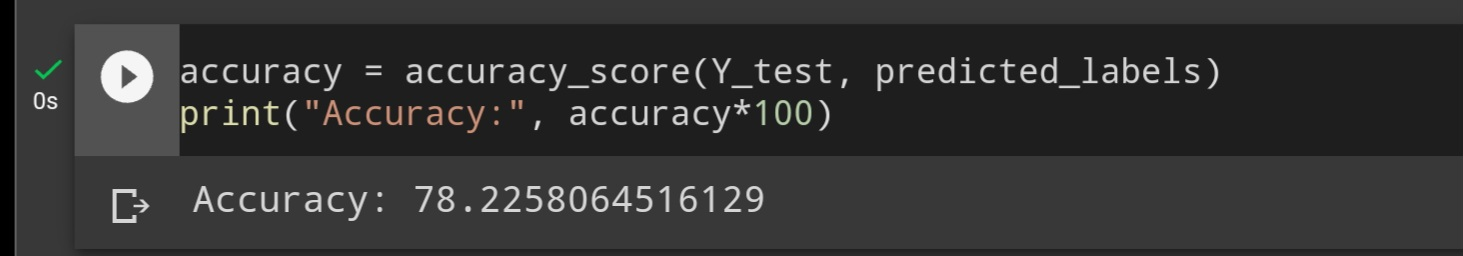 accuracy = accuracy_score(Y_test, predicted_labels)
0s
print("Accuracy:", accuracy*100)
Accuracy: 78.2258064516129